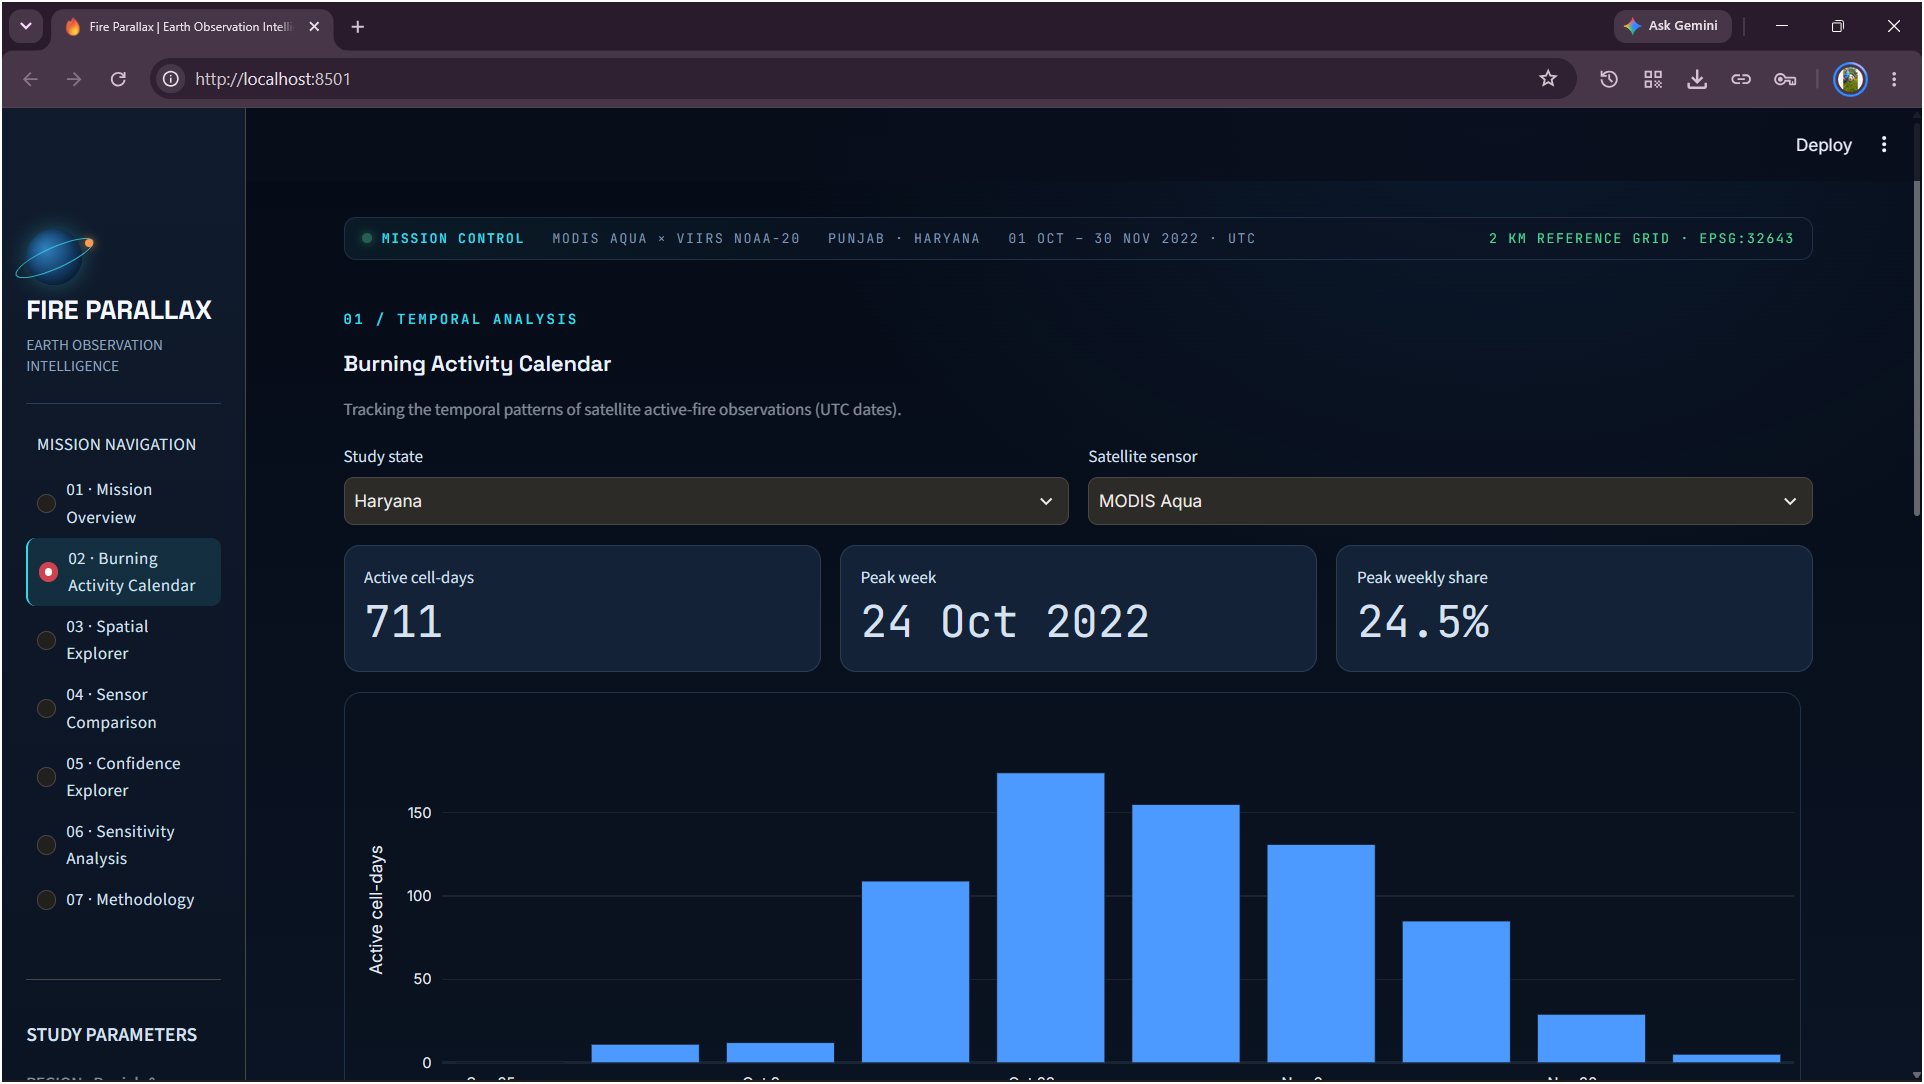 Fire Parallax | Earth Observation Intelli
Ask Gemini
http://localhost:8501
Deploy
MISSION CONTROL MODIS AQUA × VIIRS NOAA-20 PUNJAB · HARYANA 01 OCT – 30 NOV 2022 · UTC 2 KM REFERENCE GRID · EPSG:32643
FIRE PARALLAX
EARTH OBSERVATION
INTELLIGENCE
MISSION NAVIGATION
01 · Mission
Overview
02 · Burning
Activity Calendar
03 · Spatial
Explorer
04 · Sensor
Comparison
05 · Confidence
Explorer
06 · Sensitivity
Analysis
07 · Methodology
STUDY PARAMETERS
01 / TEMPORAL ANALYSIS
Burning Activity Calendar
Tracking the temporal patterns of satellite active-fire observations (UTC dates).
Study state
Haryana
Satellite sensor
MODIS Aqua
Active cell-days
711
Peak week
24 Oct 2022
Peak weekly share
24.5%
Active cell-days
150
100
50
0